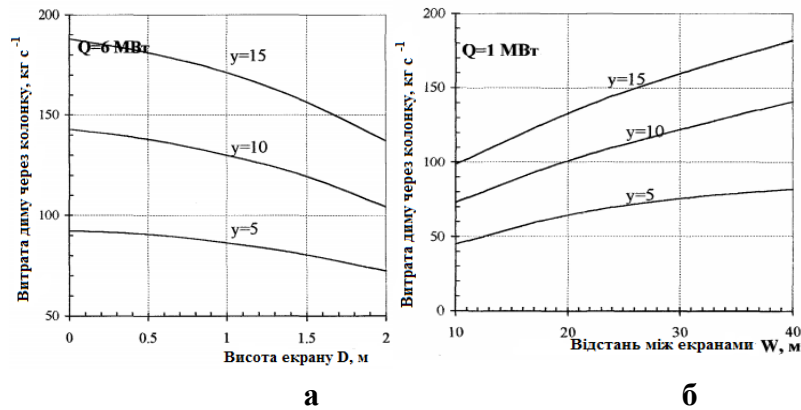 Витрата диму через колонку, кг с -1
200
150
100
50
Q=6 МВт
y=15
y=10
y=5
0
0.5
1
1.5
2
Висота екрану D, м
а
Витрата диму через колонку, кг с -1
200
150
100
50
0
Q=1 МВт
y=15
y=10
y=5
10
20
30
40
Відстань між екранами W, м
б